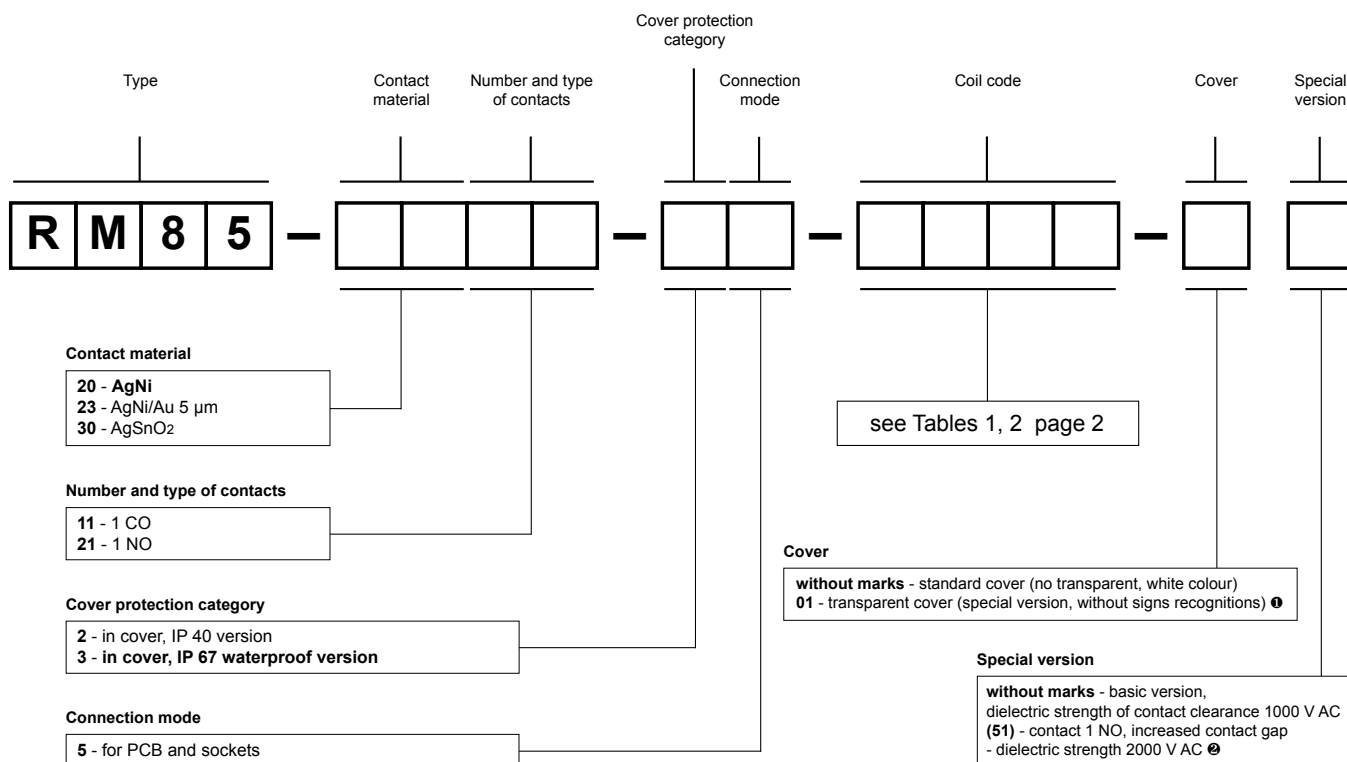 Cover protection
category
Type
Contact
material
Number and type
of contacts
Connection
mode
Coil code
Cover
Special
version
R M 8 5 – – – –
Contact material
20 - AgNi
23 - AgNi/Au 5 µm
30 - AgSnO2
see Tables 1, 2 page 2
Number and type of contacts
11 - 1 CO
21 - 1 NO
Cover
without marks - standard cover (no transparent, white colour)
01 - transparent cover (special version, without signs recognitions) ❶
Cover protection category
2 - in cover, IP 40 version
3 - in cover, IP 67 waterproof version
Special version
without marks - basic version,
dielectric strength of contact clearance 1000 V AC
(51) - contact 1 NO, increased contact gap
- dielectric strength 2000 V AC ❷
Connection mode
5 - for PCB and sockets